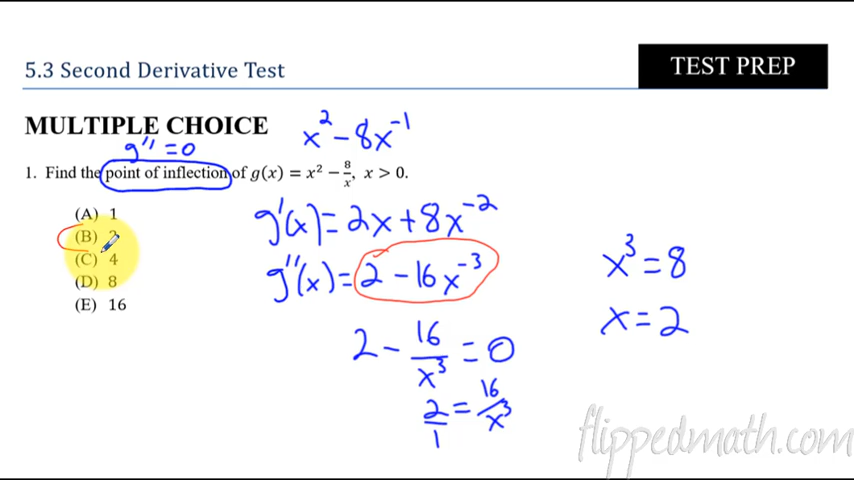 5.3 Second Derivative Test
TEST PREP
MULTIPLE CHOICE
x² - 8x⁻¹
g'' = 0
1. Find the point of inflection of g(x) = x² − 8/x, x > 0.
(A) 1
(B) 2
(C) 4
(D) 8
(E) 16
g'(x) = 2x + 8x⁻²
g''(x) = 2 - 16x⁻³
2 - 16/x³ = 0
2/1 = 16/x³
x³ = 8
x = 2
flippedmath.com